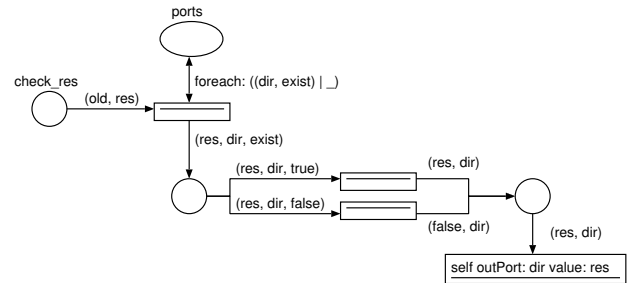 ports
foreach: ((dir, exist) | _)
check_res
(old, res)
(res, dir, exist)
(res, dir, true)
(res, dir)
(res, dir, false)
(false, dir)
(res, dir)
self outPort: dir value: res